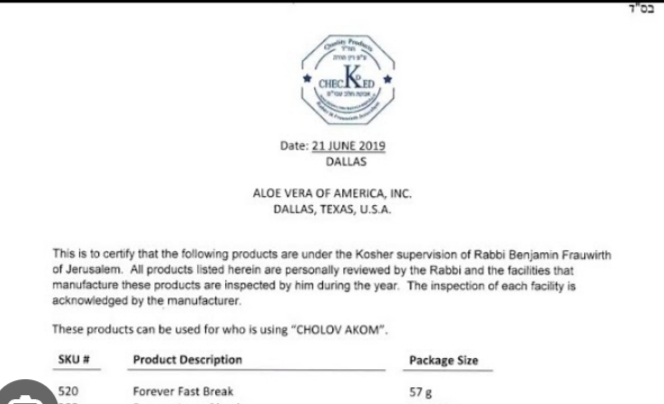 בס"ד
Quality Products
CHECKED
Date: 21 JUNE 2019
DALLAS
ALOE VERA OF AMERICA, INC.
DALLAS, TEXAS, U.S.A.
This is to certify that the following products are under the Kosher supervision of Rabbi Benjamin Frauwirth
of Jerusalem. All products listed herein are personally reviewed by the Rabbi and the facilities that
manufacture these products are inspected by him during the year. The inspection of each facility is
acknowledged by the manufacturer.
These products can be used for who is using "CHOLOV AKOM".
SKU # Product Description Package Size
520 Forever Fast Break 57 g